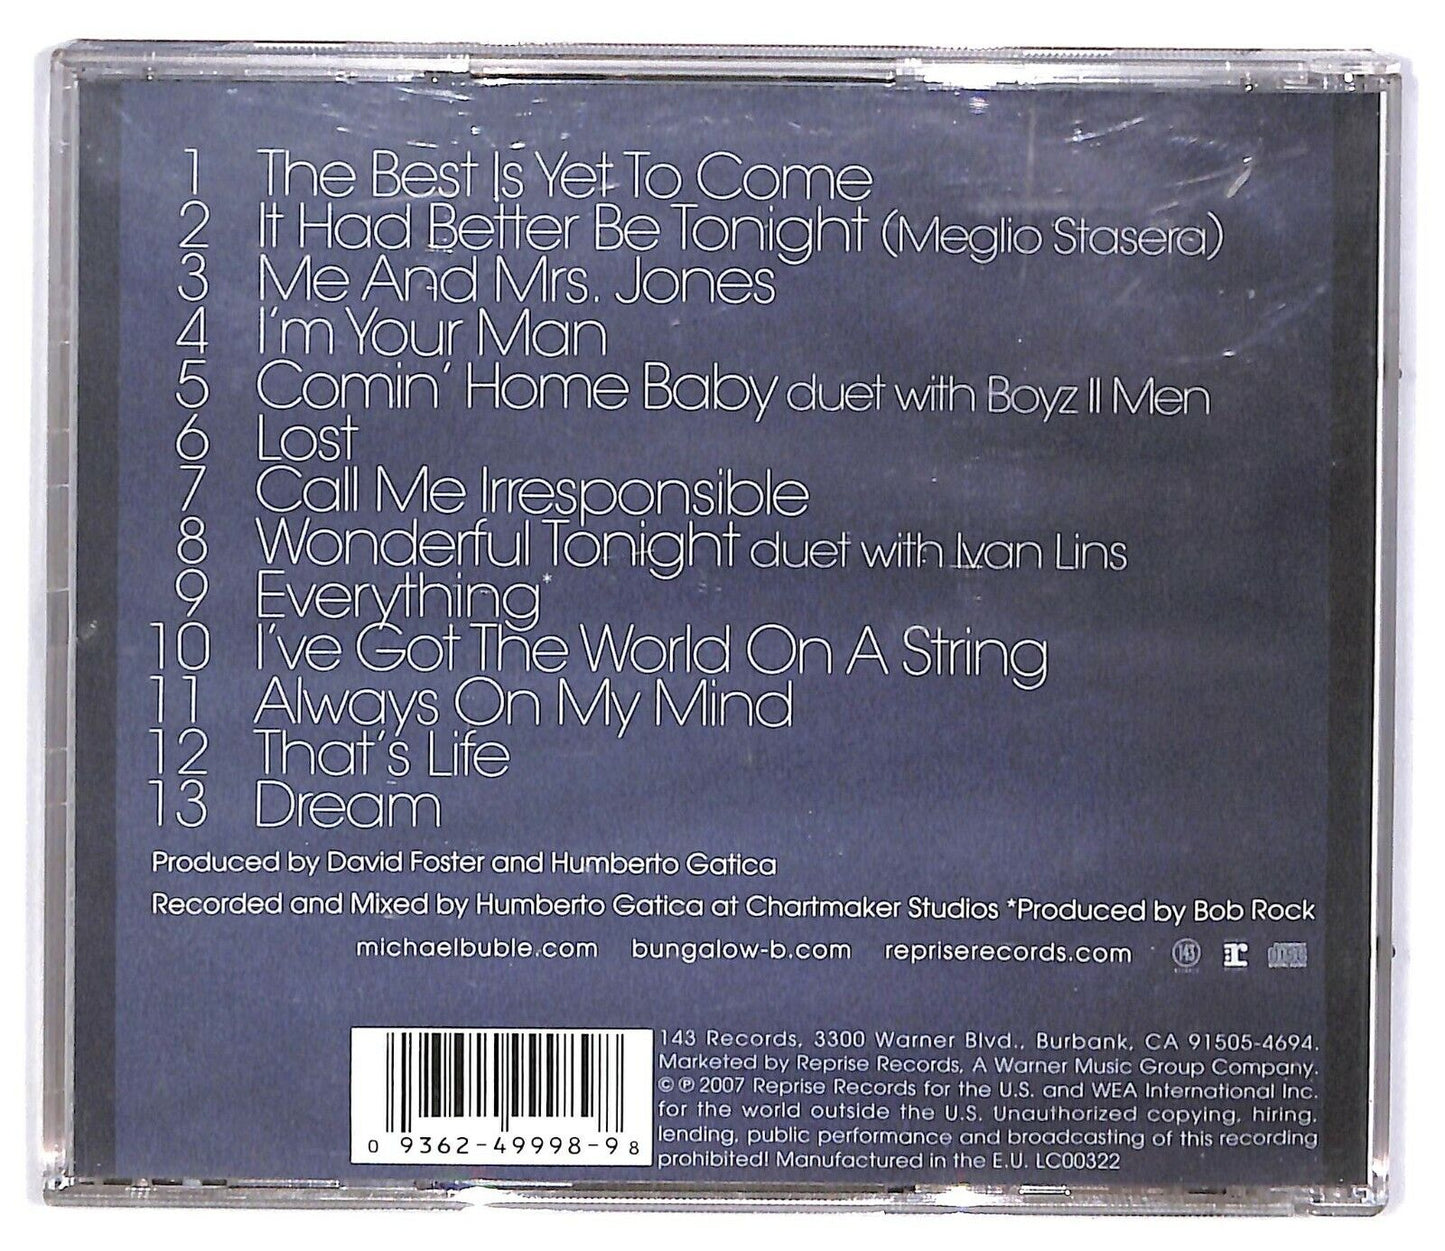 1 The Best Is Yet To Come
2 It Had Better Be Tonight (Meglio Stasera)
3 Me And Mrs. Jones
4 I'm Your Man
5 Comin' Home Baby duet with Boyz II Men
6 Lost
7 Call Me Irresponsible
8 Wonderful Tonight duet with Ivan Lins
9 Everything*
10 I've Got The World On A String
11 Always On My Mind
12 That's Life
13 Dream
Produced by David Foster and Humberto Gatica
Recorded and Mixed by Humberto Gatica at Chartmaker Studios *Produced by Bob Rock
michaelbuble.com bungalow-b.com repriserecords.com 143 r
143 Records, 3300 Warner Blvd., Burbank, CA 91505-4694.
Marketed by Reprise Records, A Warner Music Group Company.
© ℗ 2007 Reprise Records for the U.S. and WEA International Inc.
for the world outside the U.S. Unauthorized copying, hiring,
lending, public performance and broadcasting of this recording
prohibited! Manufactured in the E.U. LC00322
0 93624-49998-9 8